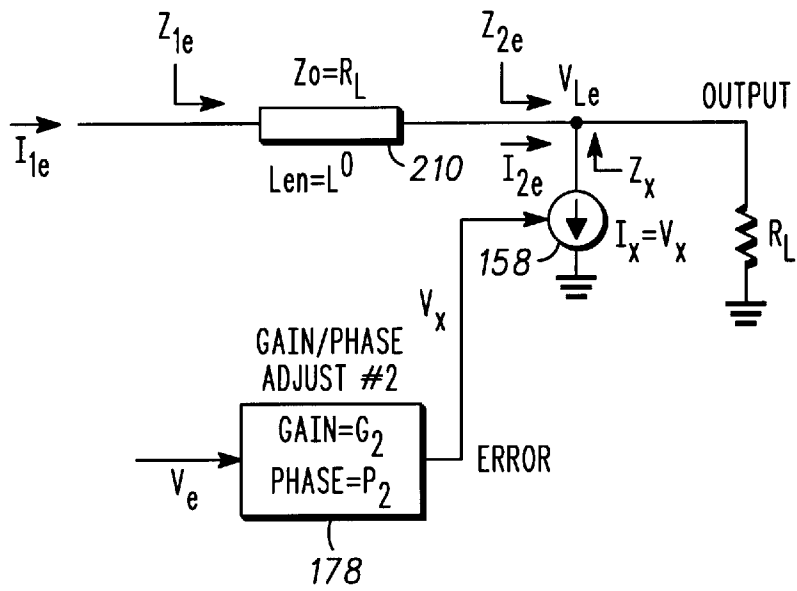 Z1e
Zo=RL
Z2e
VLe
OUTPUT
I1e
Len=L0
210
I2e
Zx
158
Ix=Vx
RL
Vx
GAIN/PHASE
ADJUST #2
GAIN=G2
PHASE=P2
ERROR
Ve
178